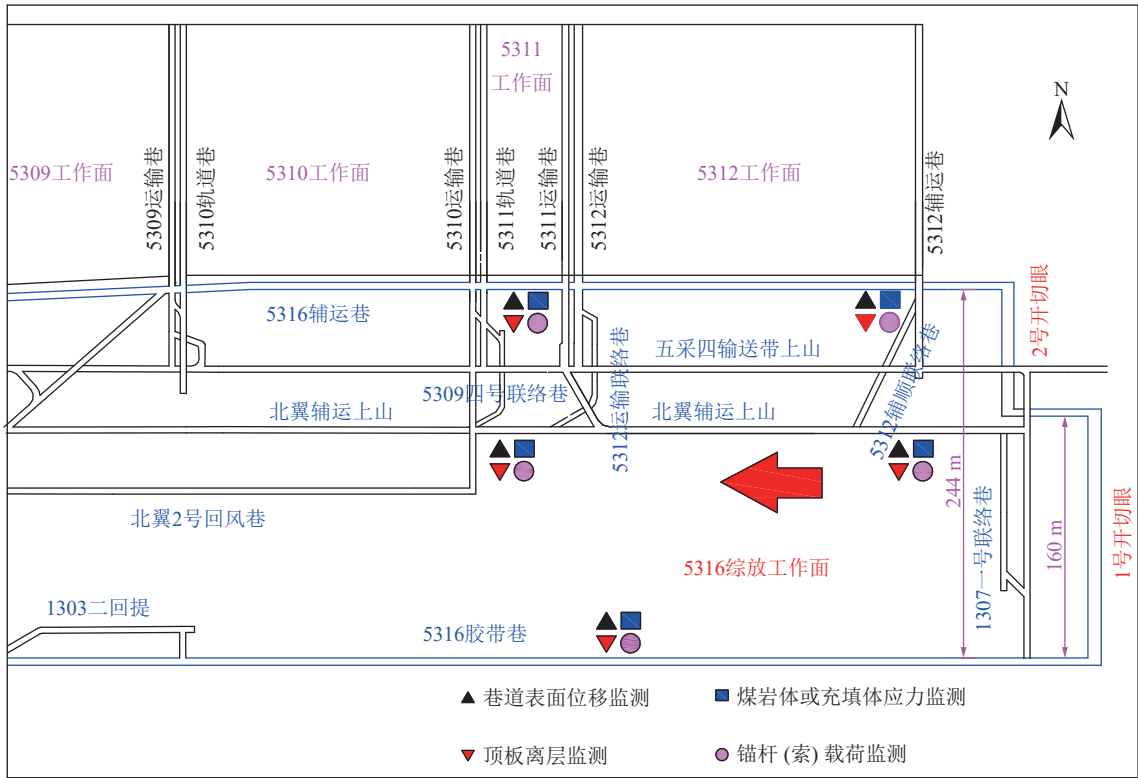 5311
工作面
N
5309工作面
5309运输巷
5310轨道巷
5310工作面
5310运输巷
5311轨道巷
5311运输巷
5312运输巷
5312工作面
5312辅运巷
2号开切眼
5316辅运巷
五采四输送带上山
5309四号联络巷
5312运输联络巷
5312辅顺联络巷
北翼辅运上山
北翼辅运上山
244 m
160 m
1号开切眼
1307一号联络巷
北翼2号回风巷
5316综放工作面
1303二回提
5316胶带巷
巷道表面位移监测
煤岩体或充填体应力监测
顶板离层监测
锚杆 (索) 载荷监测